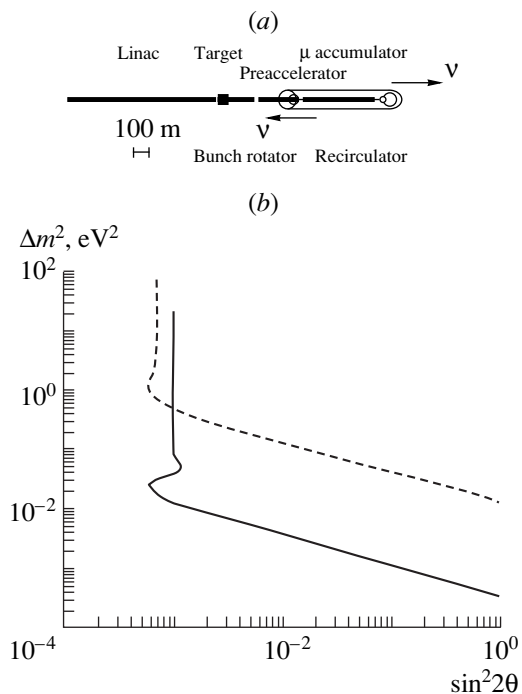 (a)
Linac Target μ accumulator
Preaccelerator ν
100 m ν
Bunch rotator Recirculator
(b)
Δm², eV²
10²
10⁰
10⁻²
10⁻⁴ 10⁻² 10⁰
sin²2θ